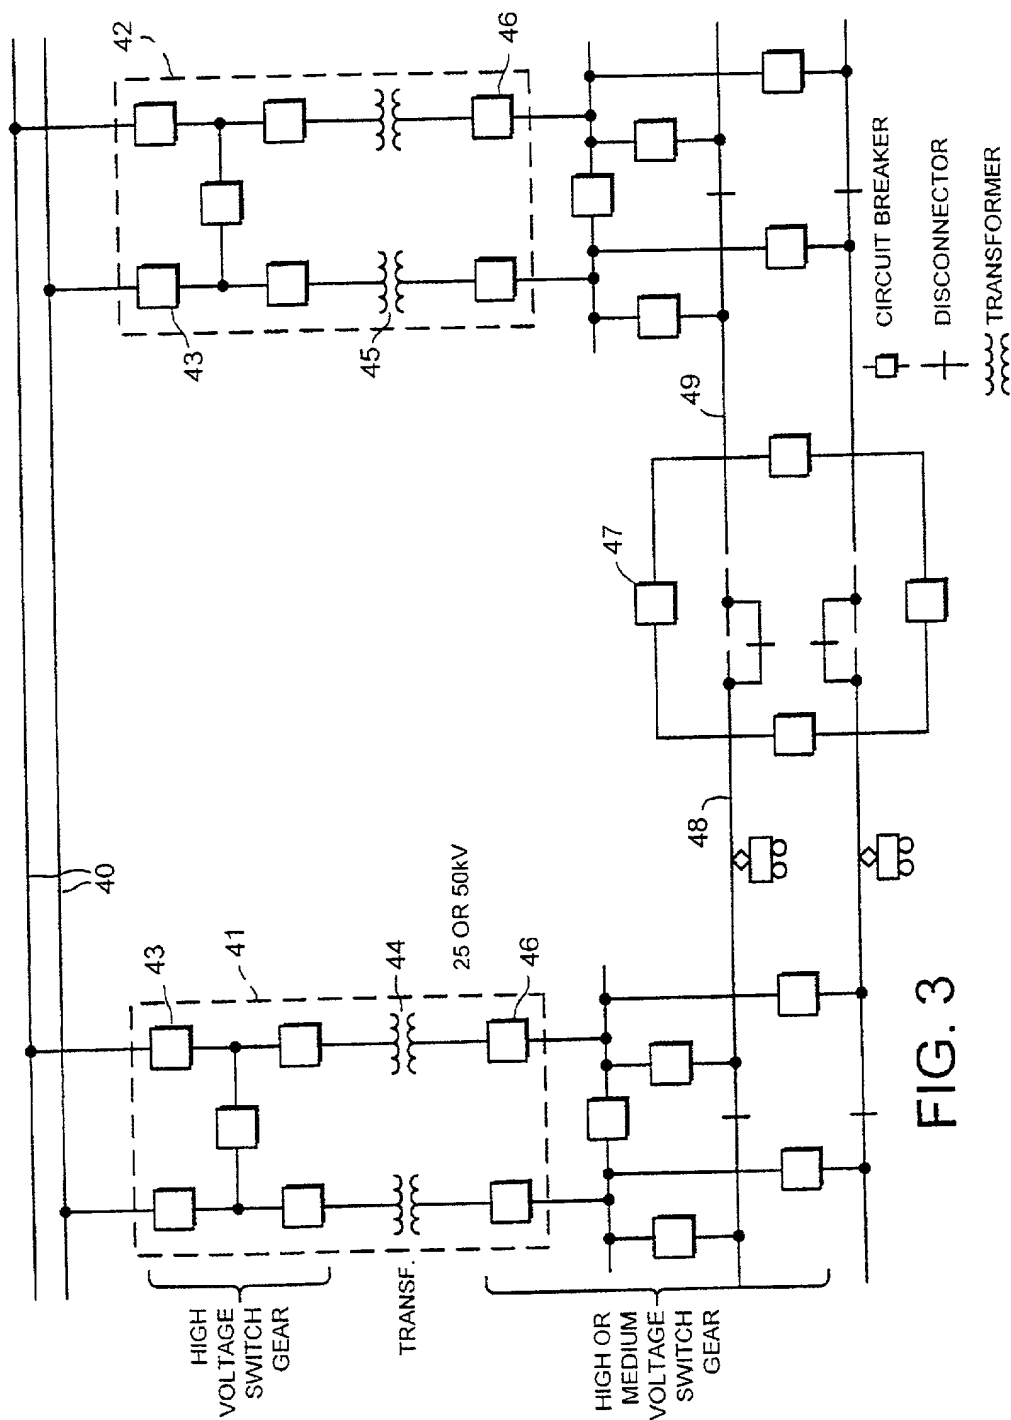 40
41
42
43
43
44
45
46
46
25 OR 50kV
47
48
49
HIGH
VOLTAGE
SWITCH
GEAR
TRANSF.
HIGH OR
MEDIUM
VOLTAGE
SWITCH
GEAR
CIRCUIT BREAKER
DISCONNECTOR
TRANSFORMER
FIG. 3